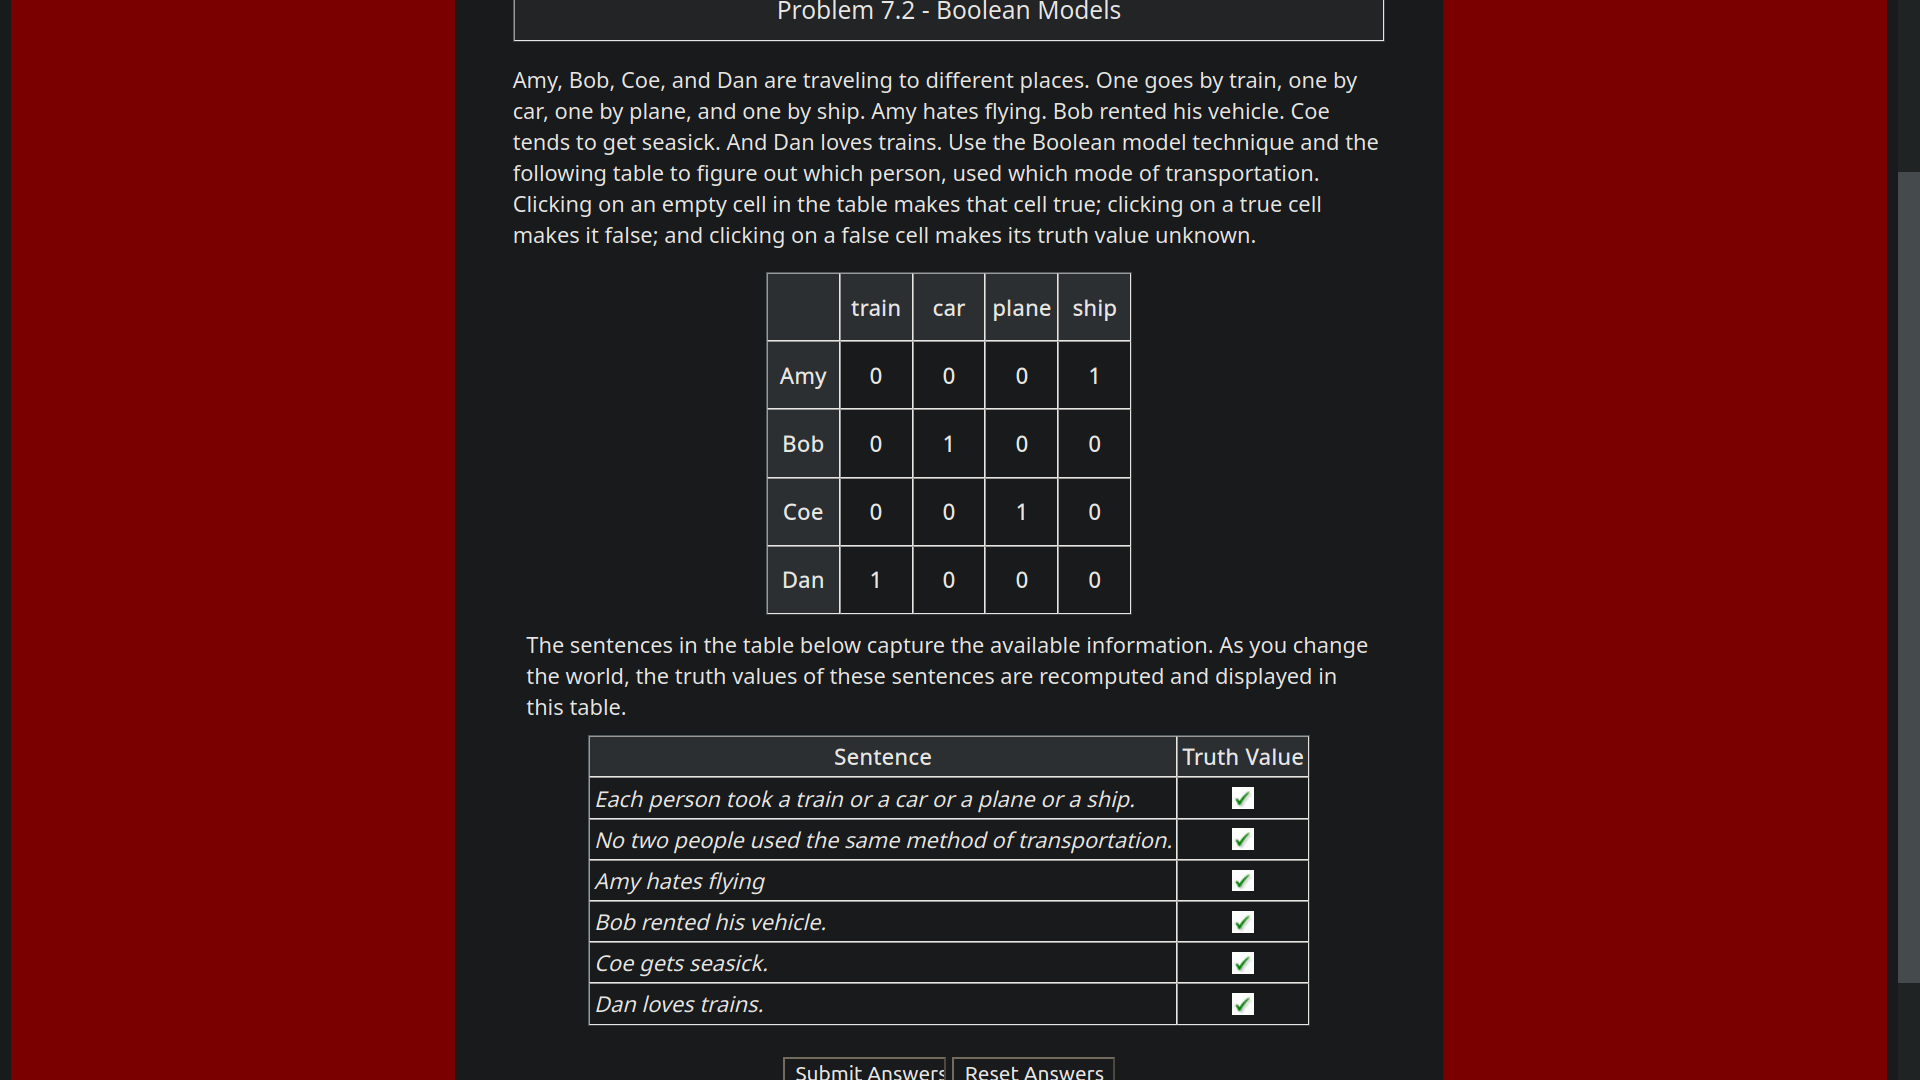 Problem 7.2 - Boolean Models
Amy, Bob, Coe, and Dan are traveling to different places. One goes by train, one by
car, one by plane, and one by ship. Amy hates flying. Bob rented his vehicle. Coe
tends to get seasick. And Dan loves trains. Use the Boolean model technique and the
following table to figure out which person, used which mode of transportation.
Clicking on an empty cell in the table makes that cell true; clicking on a true cell
makes it false; and clicking on a false cell makes its truth value unknown.
train car plane ship
Amy 0 0 0 1
Bob 0 1 0 0
Coe 0 0 1 0
Dan 1 0 0 0
The sentences in the table below capture the available information. As you change
the world, the truth values of these sentences are recomputed and displayed in
this table.
Sentence Truth Value
Each person took a train or a car or a plane or a ship.
No two people used the same method of transportation.
Amy hates flying
Bob rented his vehicle.
Coe gets seasick.
Dan loves trains.
Submit Answers Reset Answers